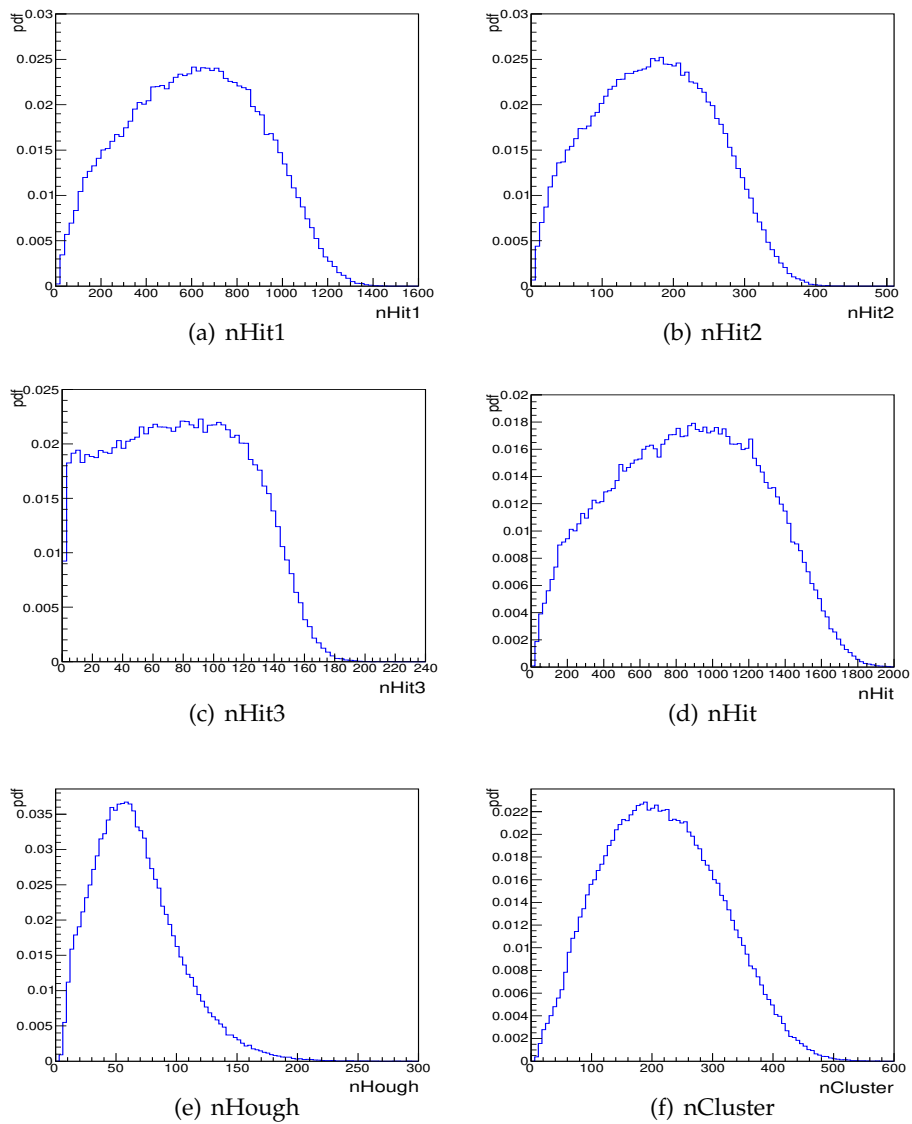 pdf
0.03
0.025
0.02
0.015
0.01
0.005
0
0 200 400 600 800 1000 1200 1400 1600
nHit1
(a) nHit1
pdf
0.03
0.025
0.02
0.015
0.01
0.005
0
0 100 200 300 400 500
nHit2
(b) nHit2
pdf
0.025
0.02
0.015
0.01
0.005
0
0 20 40 60 80 100 120 140 160 180 200 220 240
nHit3
(c) nHit3
pdf
0.02
0.018
0.016
0.014
0.012
0.01
0.008
0.006
0.004
0.002
0
0 200 400 600 800 1000 1200 1400 1600 1800 2000
nHit
(d) nHit
pdf
0.035
0.03
0.025
0.02
0.015
0.01
0.005
0
0 50 100 150 200 250 300
nHough
(e) nHough
pdf
0.022
0.02
0.018
0.016
0.014
0.012
0.01
0.008
0.006
0.004
0.002
0
0 100 200 300 400 500 600
nCluster
(f) nCluster